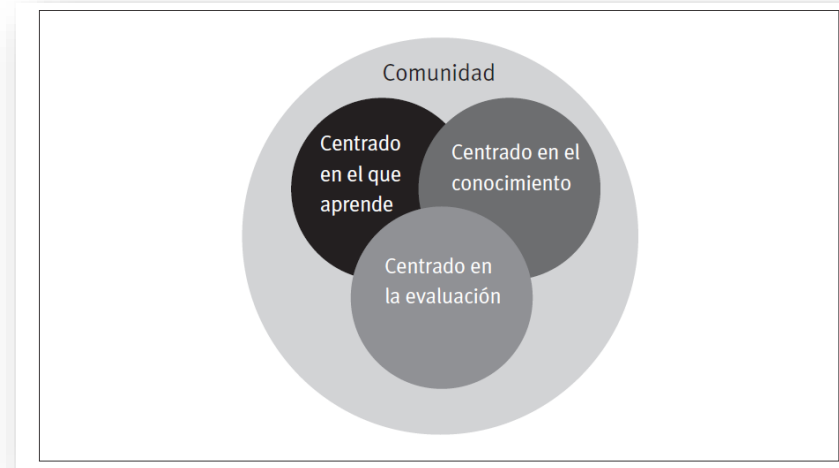 Comunidad
Centrado
en el que
aprende
Centrado en el
conocimiento
Centrado en
la evaluación